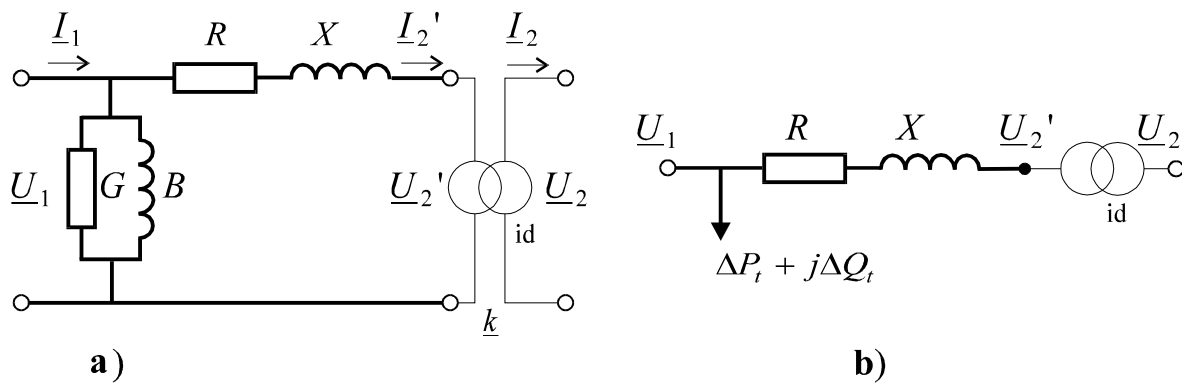 I₁ R X I₂' I₂
U₁ G B U₂' U₂
id
k
a)
U₁ R X U₂' U₂
id
ΔPₜ + jΔQₜ
b)